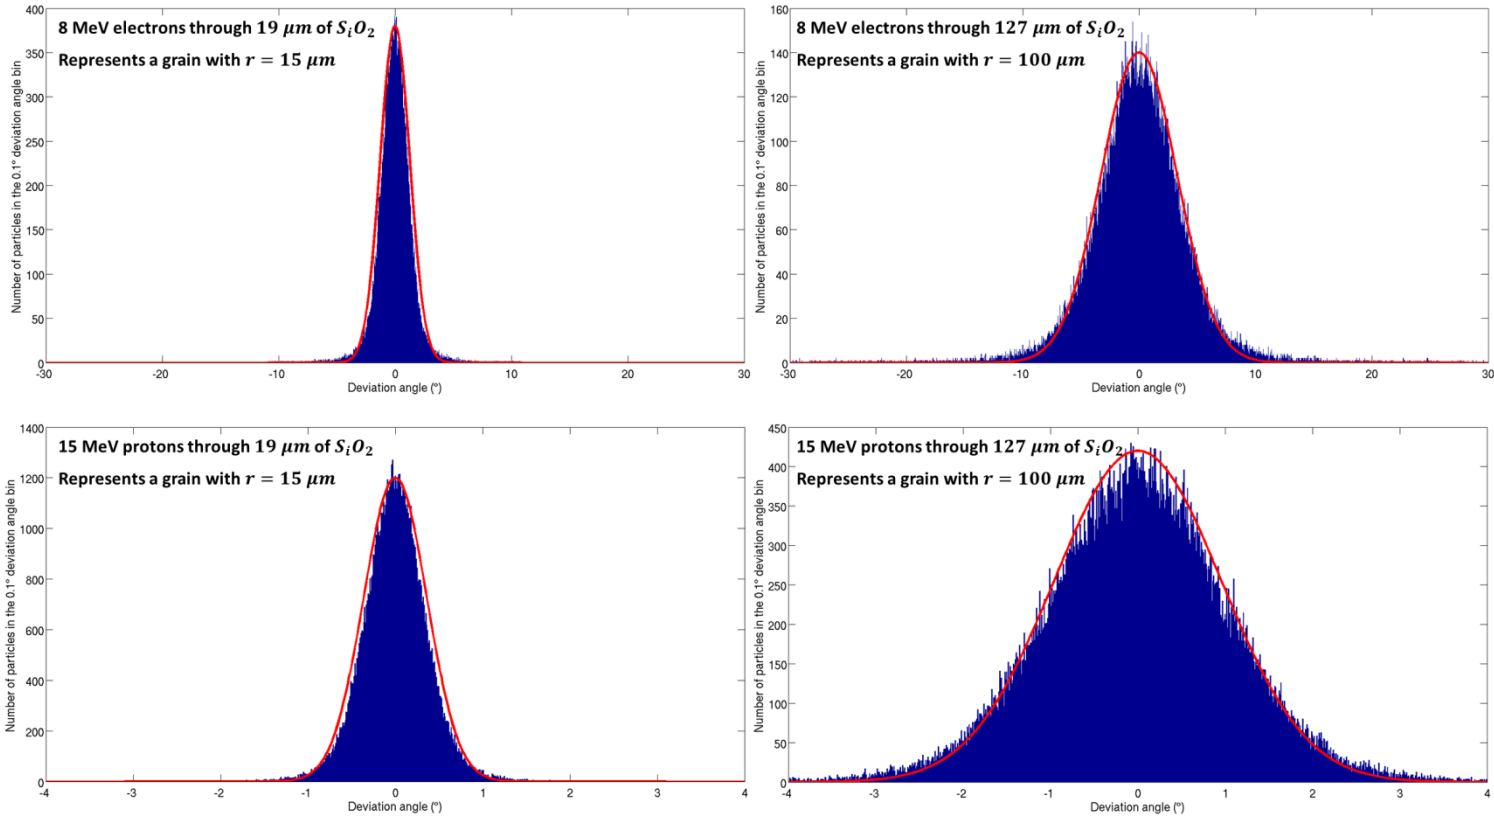 8 MeV electrons through 19 μm of SiO2
Represents a grain with r = 15 μm
Number of particles in the 0.1° deviation angle bin
400
350
300
250
200
150
100
50
0
-30 -20 -10 0 10 20 30
Deviation angle (º)
8 MeV electrons through 127 μm of SiO2
Represents a grain with r = 100 μm
Number of particles in the 0.1° deviation angle bin
160
140
120
100
80
60
40
20
0
-30 -20 -10 0 10 20 30
Deviation angle (º)
15 MeV protons through 19 μm of SiO2
Represents a grain with r = 15 μm
Number of particles in the 0.1° deviation angle bin
1400
1200
1000
800
600
400
200
0
-4 -3 -2 -1 0 1 2 3 4
Deviation angle (º)
15 MeV protons through 127 μm of SiO2
Represents a grain with r = 100 μm
Number of particles in the 0.1° deviation angle bin
450
400
350
300
250
200
150
100
50
0
-4 -3 -2 -1 0 1 2 3 4
Deviation angle (º)